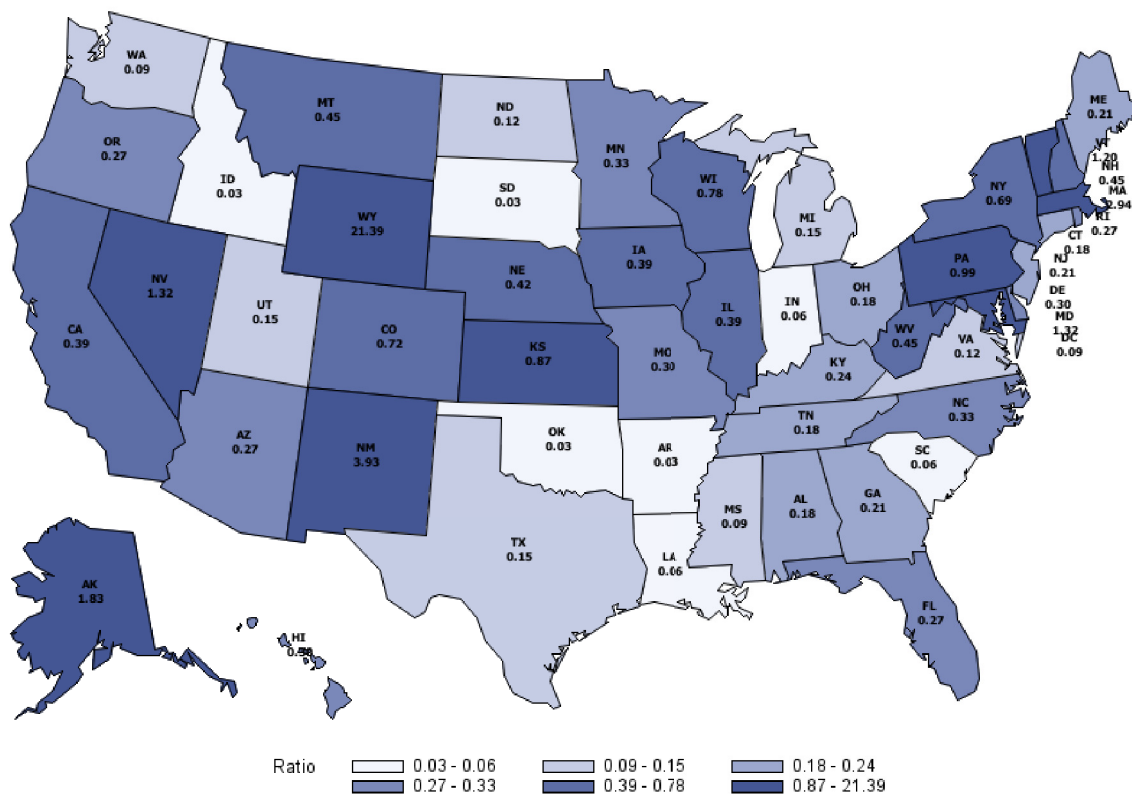 WA
0.09
MT
0.45
ND
0.12
ME
0.21
OR
0.27
MN
0.33
VT
1.20
ID
0.03
SD
0.03
WI
0.78
NH
0.45
NY
0.69
MA
2.94
WY
21.39
MI
0.15
RI
0.27
CT
0.18
IA
0.39
PA
0.99
NJ
0.21
NV
1.32
NE
0.42
OH
0.18
DE
0.30
UT
0.15
IL
0.39
IN
0.06
MD
1.32
CA
0.39
CO
0.72
WV
0.45
VA
0.12
DC
0.09
KS
0.87
MO
0.30
KY
0.24
NC
0.33
TN
0.18
AZ
0.27
NM
3.93
OK
0.03
AR
0.03
SC
0.06
MS
0.09
AL
0.18
GA
0.21
TX
0.15
LA
0.06
AK
1.83
FL
0.27
HI
Ratio 0.03 - 0.06 0.09 - 0.15 0.18 - 0.24
0.27 - 0.33 0.39 - 0.78 0.87 - 21.39